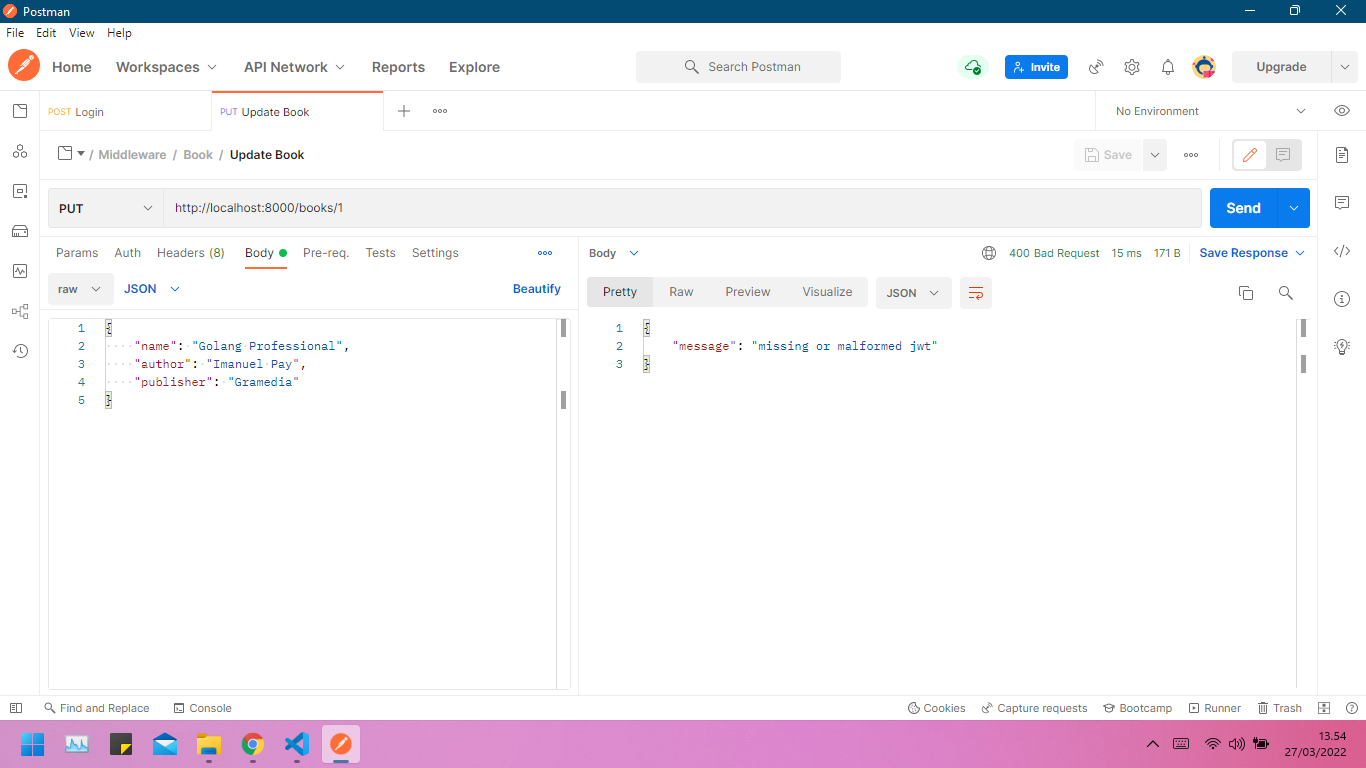 Postman
File Edit View Help
Home Workspaces API Network Reports Explore Search Postman Invite Upgrade
POST Login PUT Update Book No Environment
/ Middleware / Book / Update Book Save
PUT http://localhost:8000/books/1 Send
Params Auth Headers (8) Body Pre-req. Tests Settings
Body 400 Bad Request 15 ms 171 B Save Response
raw JSON Beautify
Pretty Raw Preview Visualize JSON
1 {
2 "name": "Golang Professional",
3 "author": "Imanuel Pay",
4 "publisher": "Gramedia"
5 }
1 {
2 "message": "missing or malformed jwt"
3 }
Find and Replace Console Cookies Capture requests Bootcamp Runner Trash
13.54
27/03/2022